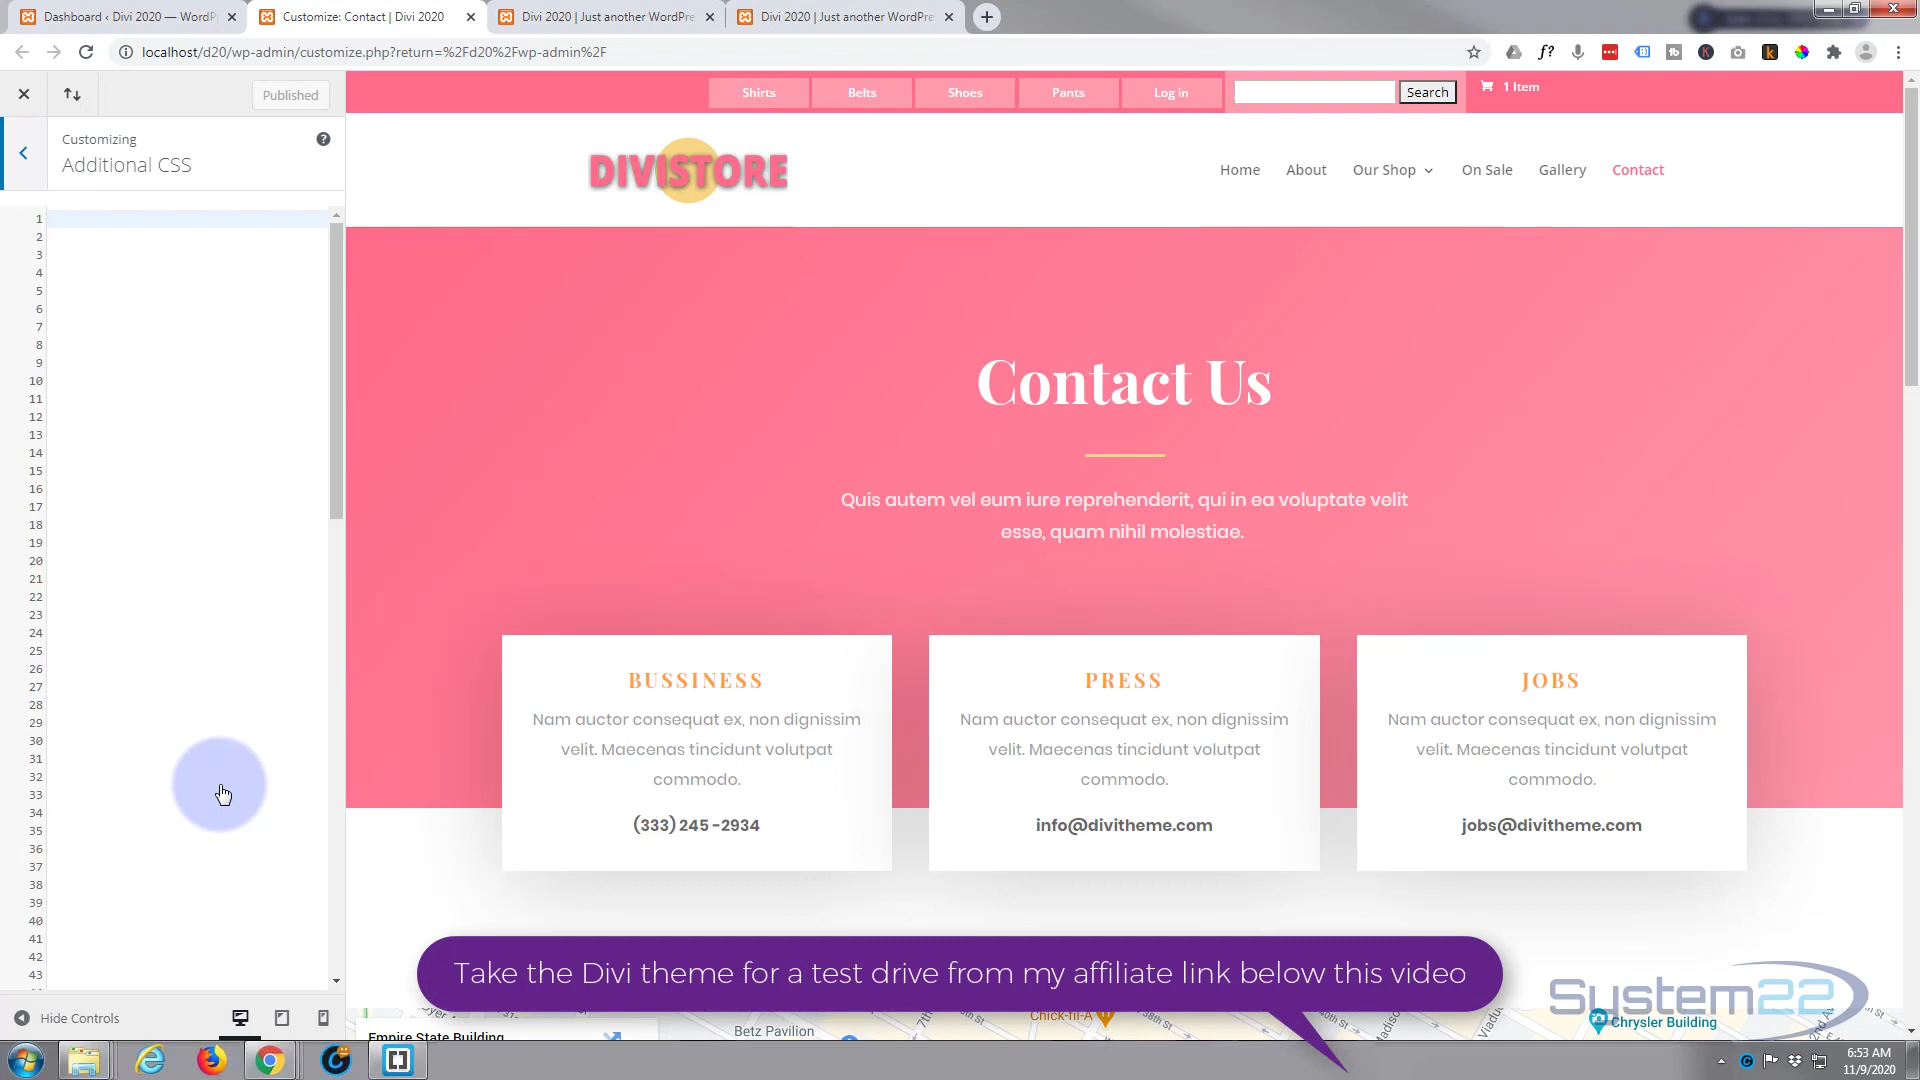 Dashboard ‹ Divi 2020 — WordP
Customize: Contact | Divi 2020
Divi 2020 | Just another WordPre
Divi 2020 | Just another WordPre
localhost/d20/wp-admin/customize.php?return=%2Fd20%2Fwp-admin%2F
Published
Customizing
Additional CSS
Shirts
Belts
Shoes
Pants
Log in
Search
1 Item
DIVISTORE
Home
About
Our Shop
On Sale
Gallery
Contact
1
2
3
4
5
6
7
8
9
10
11
12
13
14
15
16
17
18
19
20
21
22
23
24
25
26
27
28
29
30
31
32
33
34
35
36
37
38
39
40
41
42
43
Contact Us
Quis autem vel eum iure reprehenderit, qui in ea voluptate velit
esse, quam nihil molestiae.
BUSSINESS
Nam auctor consequat ex, non dignissim
velit. Maecenas tincidunt volutpat
commodo.
(333) 245 -2934
PRESS
Nam auctor consequat ex, non dignissim
velit. Maecenas tincidunt volutpat
commodo.
info@divitheme.com
JOBS
Nam auctor consequat ex, non dignissim
velit. Maecenas tincidunt volutpat
commodo.
jobs@divitheme.com
Take the Divi theme for a test drive from my affiliate link below this video
System22
Chick-fil-A
Chrysler Building
Betz Pavilion
Empire State Building
Hide Controls
6:53 AM
11/9/2020